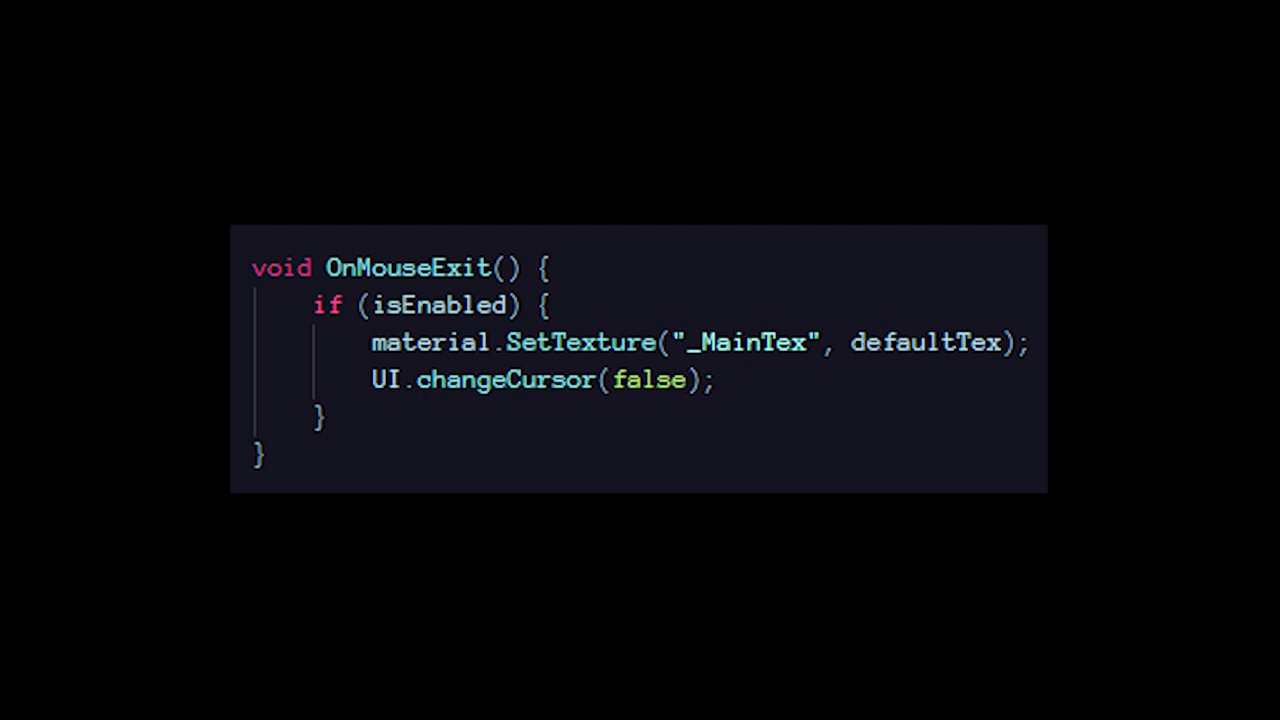 void OnMouseExit() {
    if (isEnabled) {
        material.SetTexture("_MainTex", defaultTex);
        UI.changeCursor(false);
    }
}